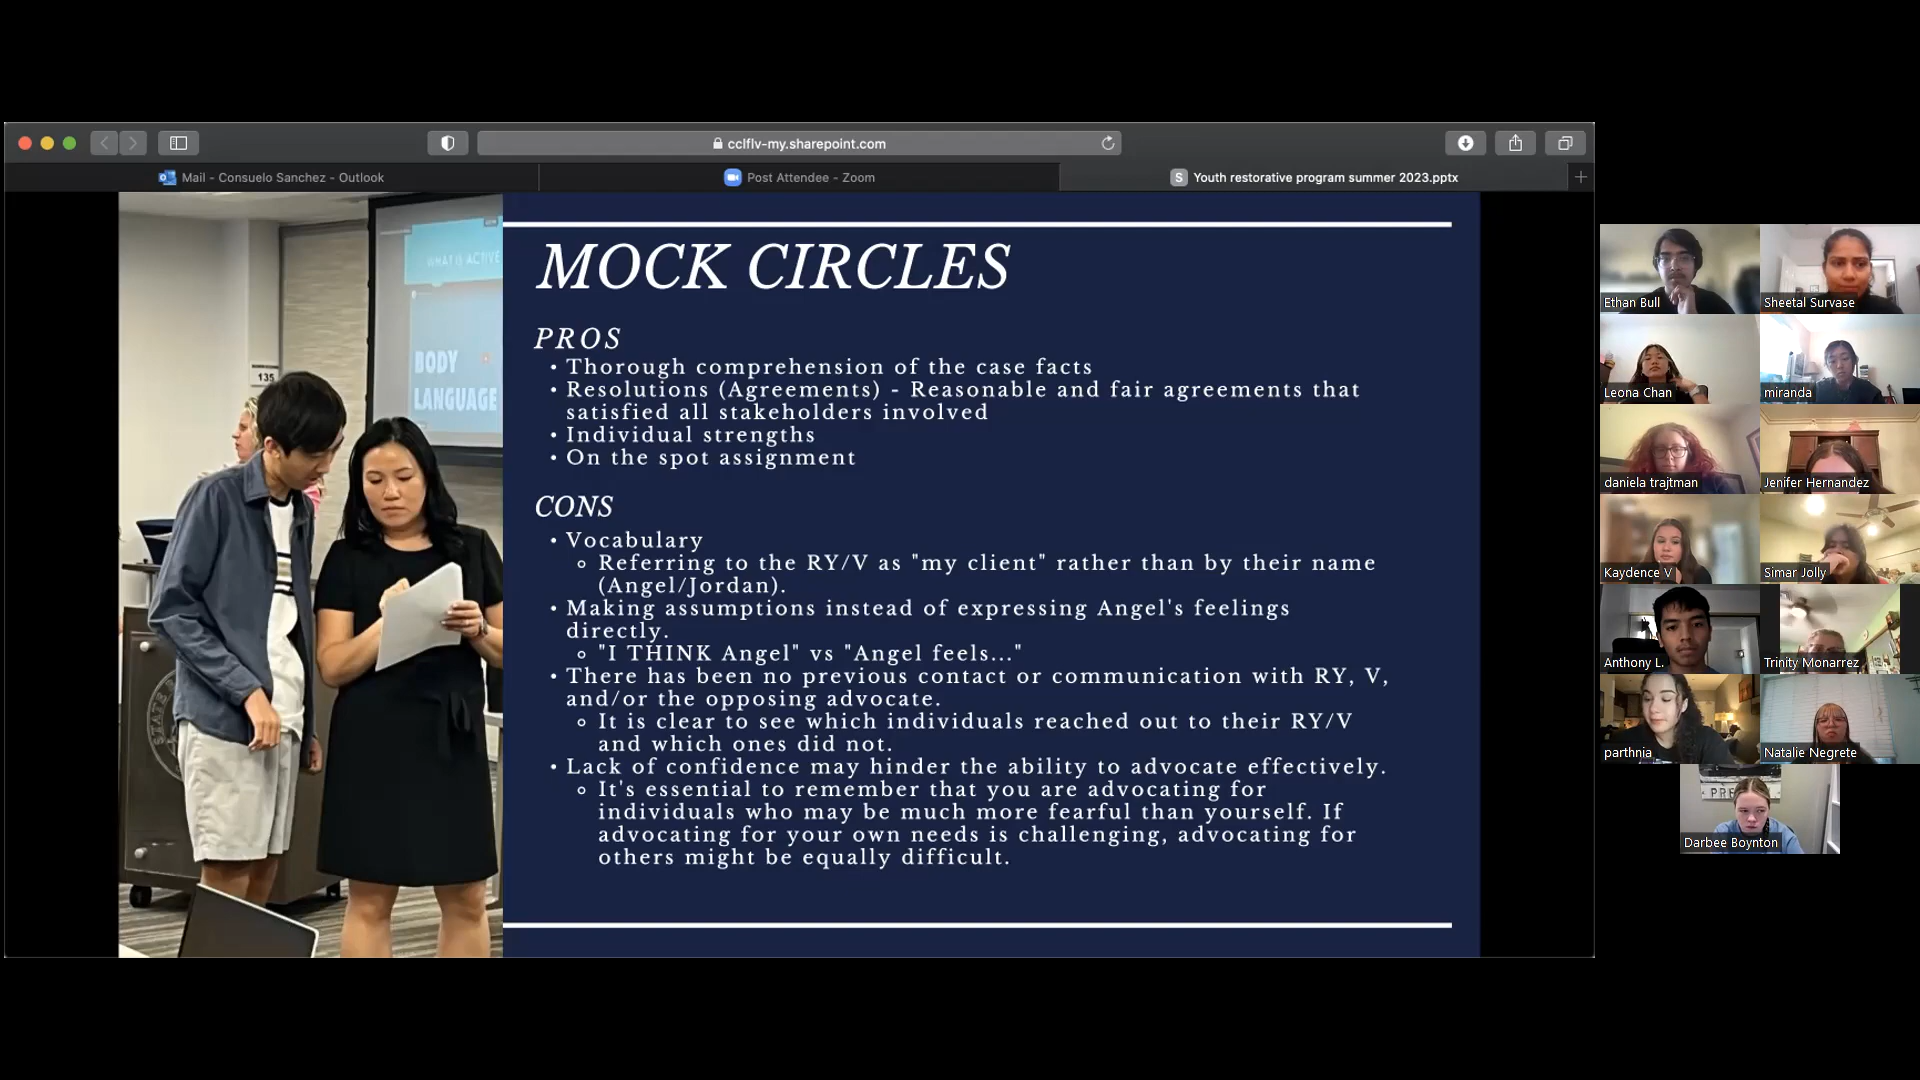 cclflv-my.sharepoint.com
Mail - Consuelo Sanchez - Outlook
Post Attendee - Zoom
S
Youth restorative program summer 2023.pptx
WHAT IS ACTIVE
BODY
LANGUAGE
135
MOCK CIRCLES
PROS
• Thorough comprehension of the case facts
• Resolutions (Agreements) - Reasonable and fair agreements that
satisfied all stakeholders involved
• Individual strengths
• On the spot assignment
CONS
• Vocabulary
◦ Referring to the RY/V as "my client" rather than by their name
(Angel/Jordan).
• Making assumptions instead of expressing Angel's feelings
directly.
◦ "I THINK Angel" vs "Angel feels..."
• There has been no previous contact or communication with RY, V,
and/or the opposing advocate.
◦ It is clear to see which individuals reached out to their RY/V
and which ones did not.
• Lack of confidence may hinder the ability to advocate effectively.
◦ It's essential to remember that you are advocating for
individuals who may be much more fearful than yourself. If
advocating for your own needs is challenging, advocating for
others might be equally difficult.
Ethan Bull
Sheetal Survase
Leona Chan
miranda
daniela trajtman
Jenifer Hernandez
Kaydence V
Simar Jolly
Anthony L.
Trinity Monarrez
parthnia
Natalie Negrete
Darbee Boynton